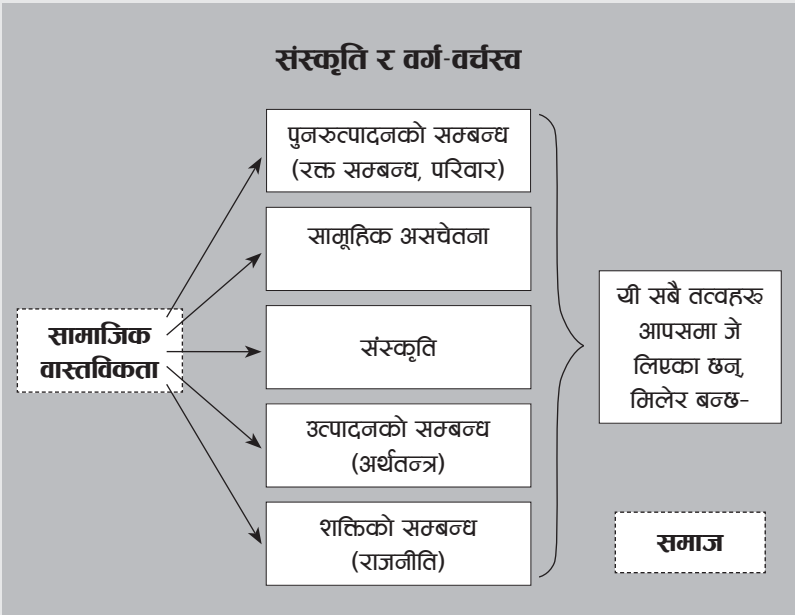 संस्कृति र वर्ग-वर्चस्व
सामाजिक
वास्तविकता
पुनरुत्पादनको सम्बन्ध
(रक्त सम्बन्ध, परिवार)
सामूहिक असचेतना
संस्कृति
उत्पादनको सम्बन्ध
(अर्थतन्त्र)
शक्तिको सम्बन्ध
(राजनीति)
यी सबै तत्वहरु
आपसमा जे
लिएका छन्,
मिलेर बन्छ-
समाज